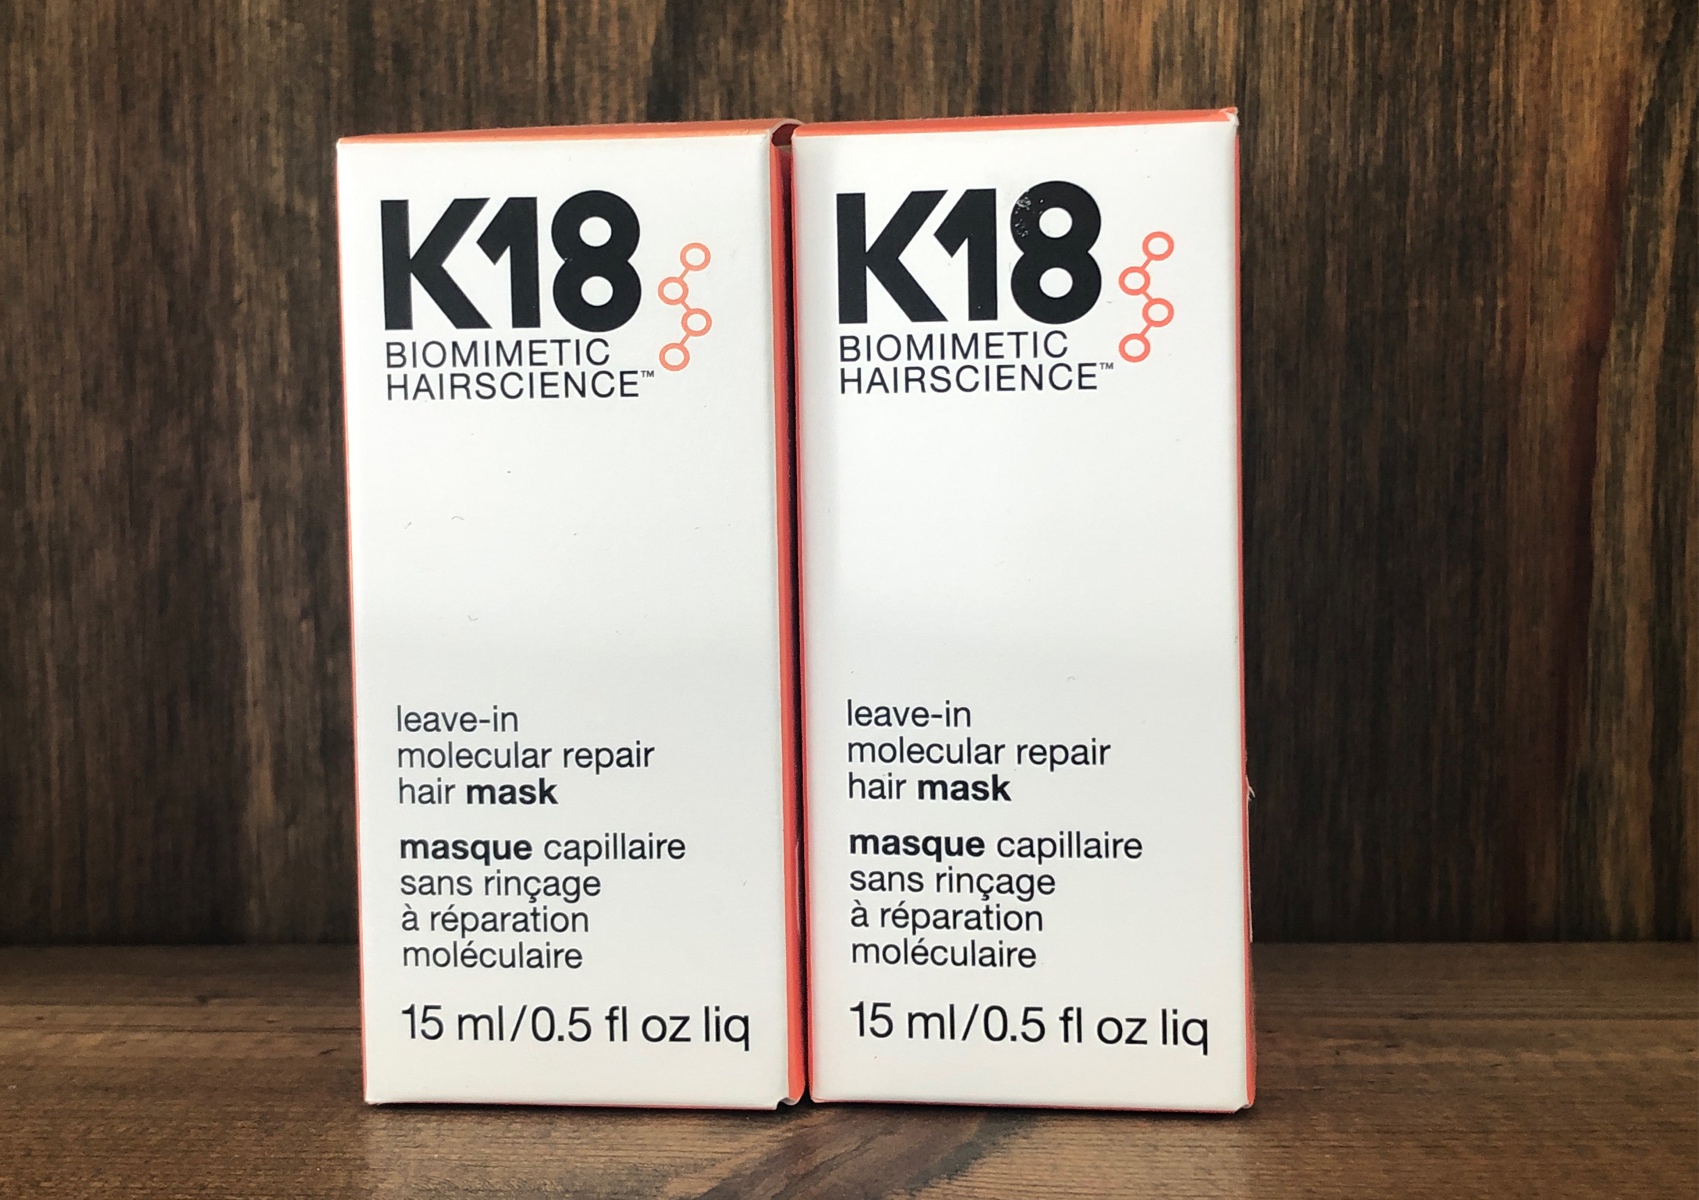 K18
BIOMIMETIC
HAIRSCIENCE™
leave-in
molecular repair
hair mask
masque capillaire
sans rinçage
à réparation
moléculaire
15 ml/0.5 fl oz liq
K18
BIOMIMETIC
HAIRSCIENCE™
leave-in
molecular repair
hair mask
masque capillaire
sans rinçage
à réparation
moléculaire
15 ml/0.5 fl oz liq